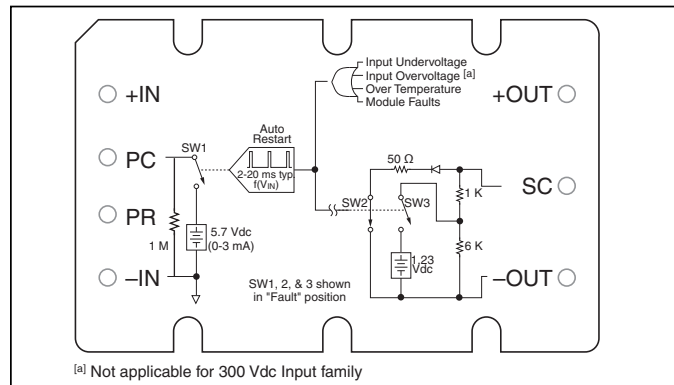 Input Undervoltage
Input Overvoltage [a]
Over Temperature
Module Faults
+IN
+OUT
Auto
Restart
SW1
2-20 ms typ.
f(VIN)
PC
50 Ω
SC
1 K
SW2
SW3
PR
1 M
5.7 Vdc
(0-3 mA)
6 K
1.23
Vdc
–IN
–OUT
SW1, 2, & 3 shown
in "Fault" position
[a] Not applicable for 300 Vdc Input family